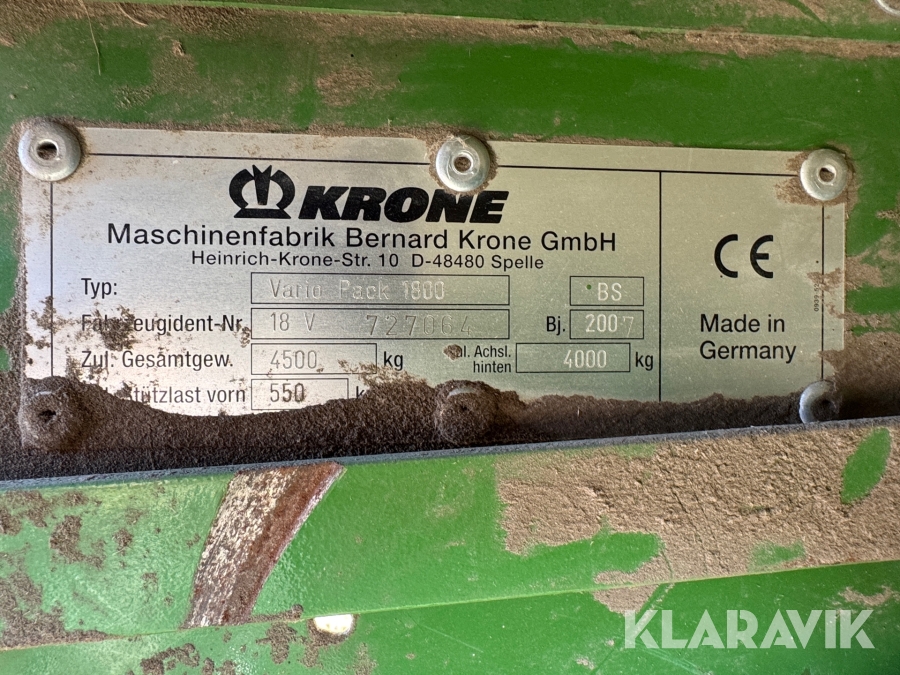 KRONE
Maschinenfabrik Bernard Krone GmbH
Heinrich-Krone-Str. 10 D-48480 Spelle
Typ: Vario Pack 1800 BS
Fahrzeugident-Nr. 18 V 727064 Bj. 2007
Zul. Gesamtgew. 4500 kg Zul. Achsl. hinten 4000 kg
Stützlast vorn 550
CE
Made in
Germany
KLARAVIK